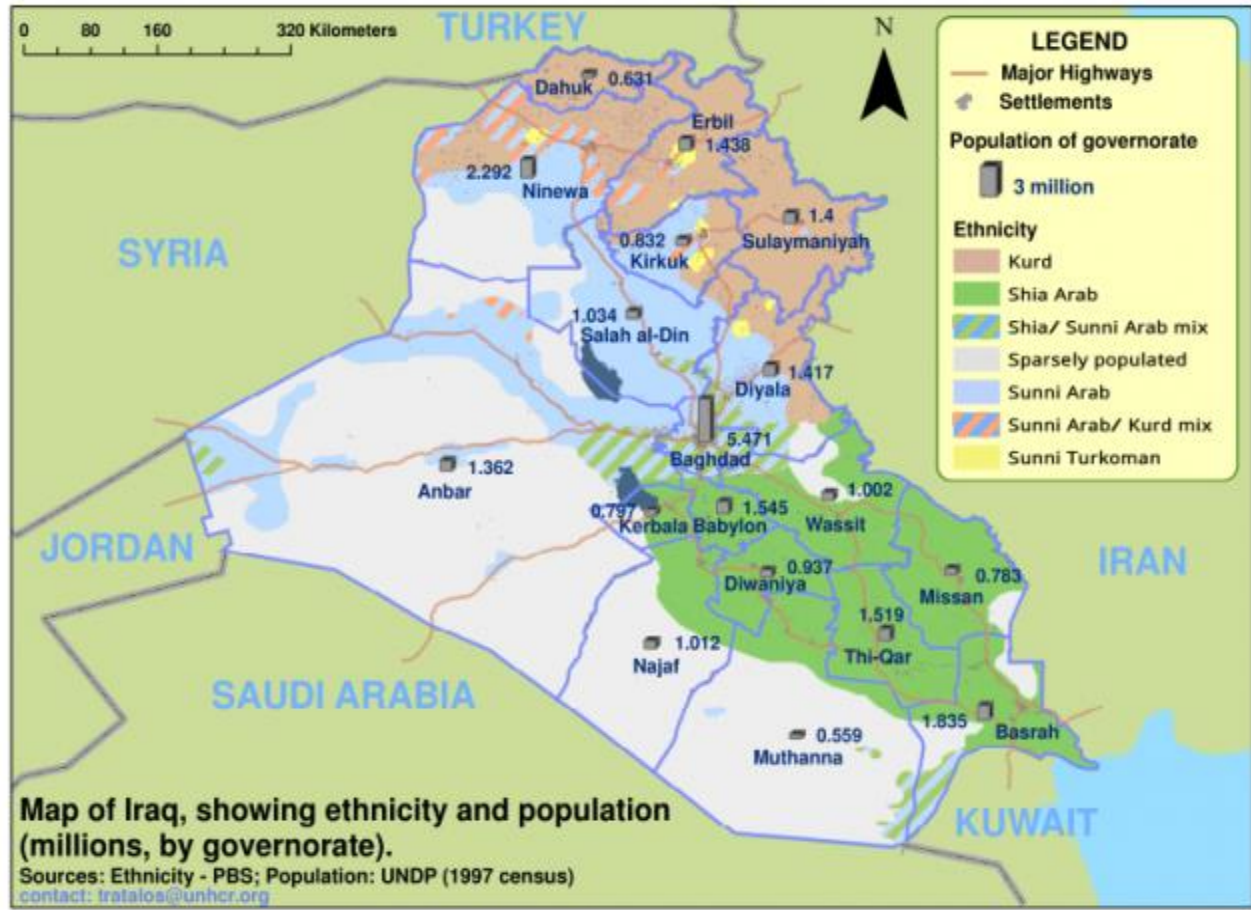 0 80 160 320 Kilometers
TURKEY
N
LEGEND
Major Highways
Settlements
Population of governorate
3 million
Ethnicity
Kurd
Shia Arab
Shia/ Sunni Arab mix
Sparsely populated
Sunni Arab
Sunni Arab/ Kurd mix
Sunni Turkoman
Dahuk 0.631
Erbil
1.438
2.292
Ninewa
1.4
Sulaymaniyah
0.832
Kirkuk
SYRIA
1.034
Salah al-Din
1.417
Diyala
5.471
Baghdad
1.362
Anbar
0.797
Kerbala
1.545
Babylon
1.002
Wassit
JORDAN
IRAN
0.937
Diwaniya
0.783
Missan
1.519
Thi-Qar
1.012
Najaf
SAUDI ARABIA
1.835
Basrah
0.559
Muthanna
KUWAIT
Map of Iraq, showing ethnicity and population
(millions, by governorate).
Sources: Ethnicity - PBS; Population: UNDP (1997 census)
contact: tratalos@unhcr.org